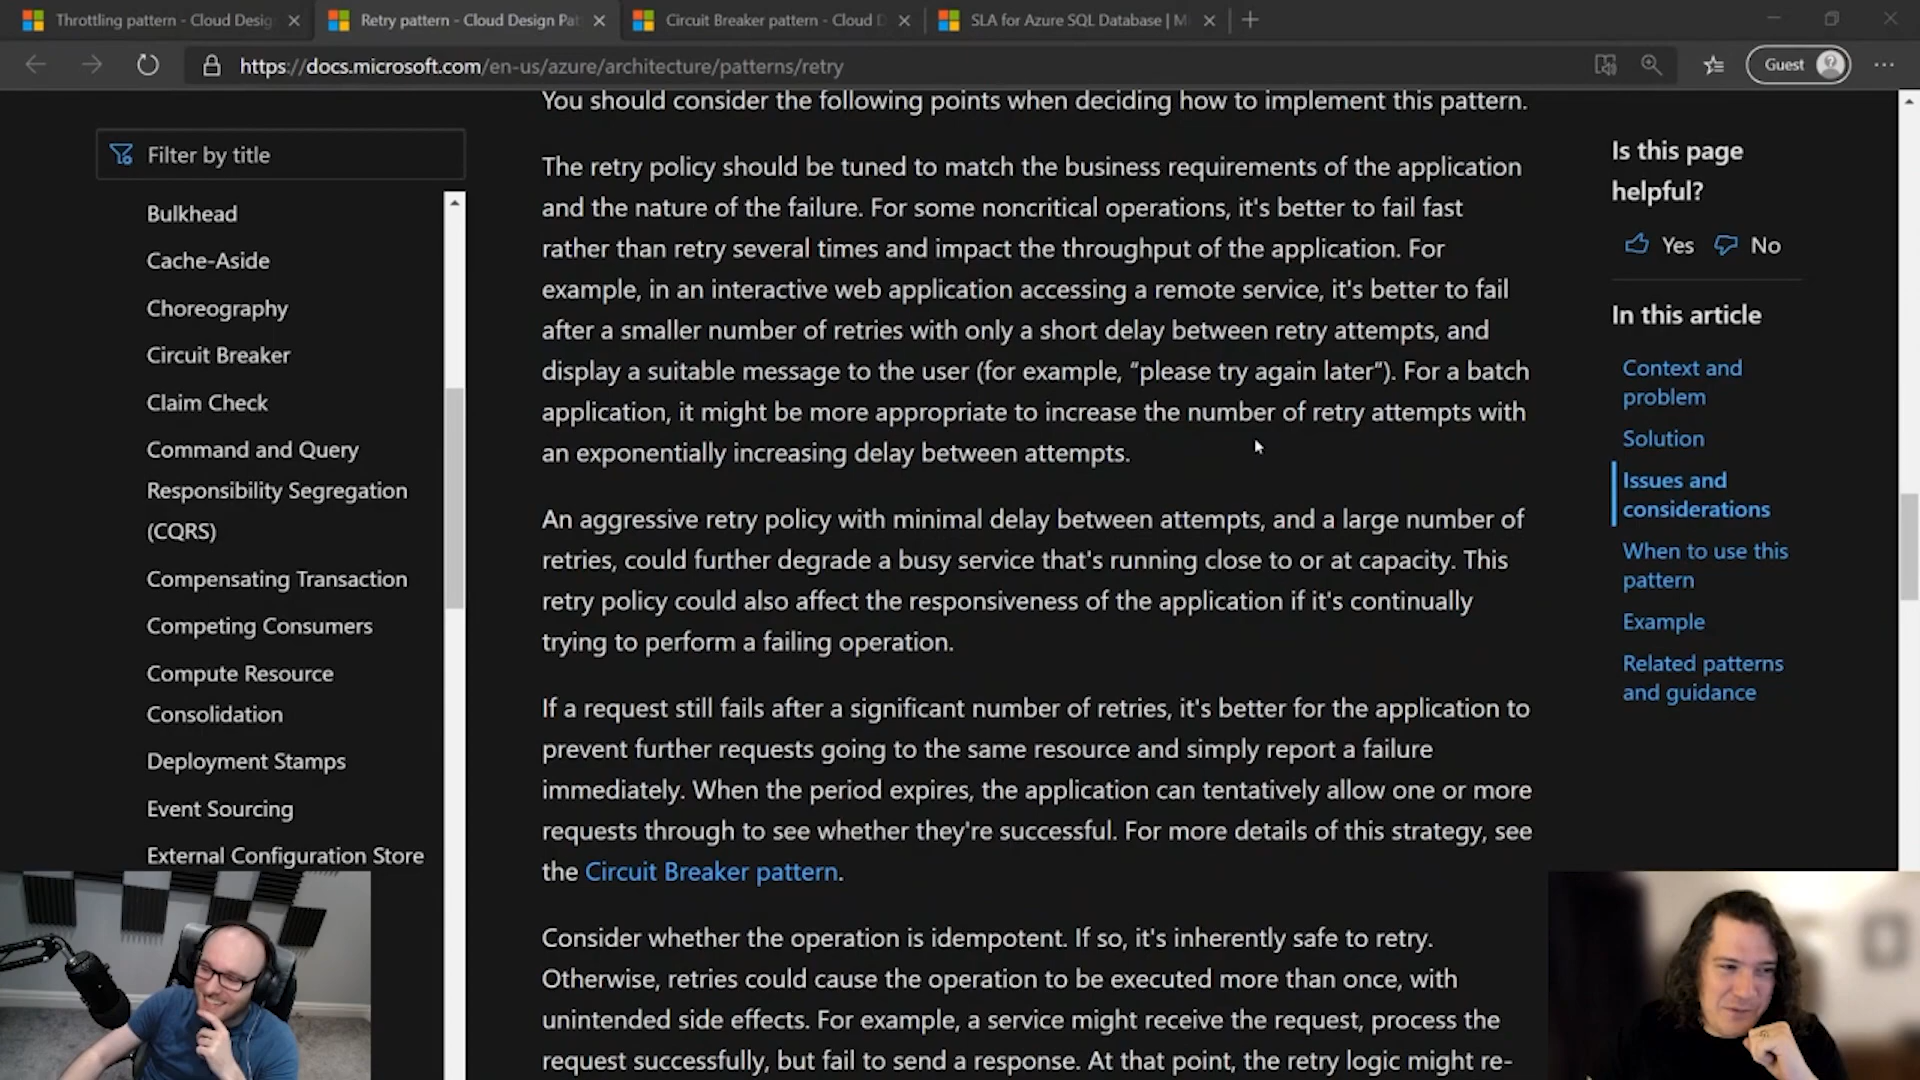 Throttling pattern - Cloud Desig
Retry pattern - Cloud Design Pat
Circuit Breaker pattern - Cloud D
SLA for Azure SQL Database | M
https://docs.microsoft.com/en-us/azure/architecture/patterns/retry
Guest
Filter by title
Bulkhead
Cache-Aside
Choreography
Circuit Breaker
Claim Check
Command and Query
Responsibility Segregation
(CQRS)
Compensating Transaction
Competing Consumers
Compute Resource
Consolidation
Deployment Stamps
Event Sourcing
External Configuration Store
You should consider the following points when deciding how to implement this pattern.
The retry policy should be tuned to match the business requirements of the application
and the nature of the failure. For some noncritical operations, it's better to fail fast
rather than retry several times and impact the throughput of the application. For
example, in an interactive web application accessing a remote service, it's better to fail
after a smaller number of retries with only a short delay between retry attempts, and
display a suitable message to the user (for example, “please try again later“). For a batch
application, it might be more appropriate to increase the number of retry attempts with
an exponentially increasing delay between attempts.
An aggressive retry policy with minimal delay between attempts, and a large number of
retries, could further degrade a busy service that's running close to or at capacity. This
retry policy could also affect the responsiveness of the application if it's continually
trying to perform a failing operation.
If a request still fails after a significant number of retries, it's better for the application to
prevent further requests going to the same resource and simply report a failure
immediately. When the period expires, the application can tentatively allow one or more
requests through to see whether they're successful. For more details of this strategy, see
the Circuit Breaker pattern.
Consider whether the operation is idempotent. If so, it's inherently safe to retry.
Otherwise, retries could cause the operation to be executed more than once, with
unintended side effects. For example, a service might receive the request, process the
request successfully, but fail to send a response. At that point, the retry logic might re-
Is this page
helpful?
Yes No
In this article
Context and
problem
Solution
Issues and
considerations
When to use this
pattern
Example
Related patterns
and guidance